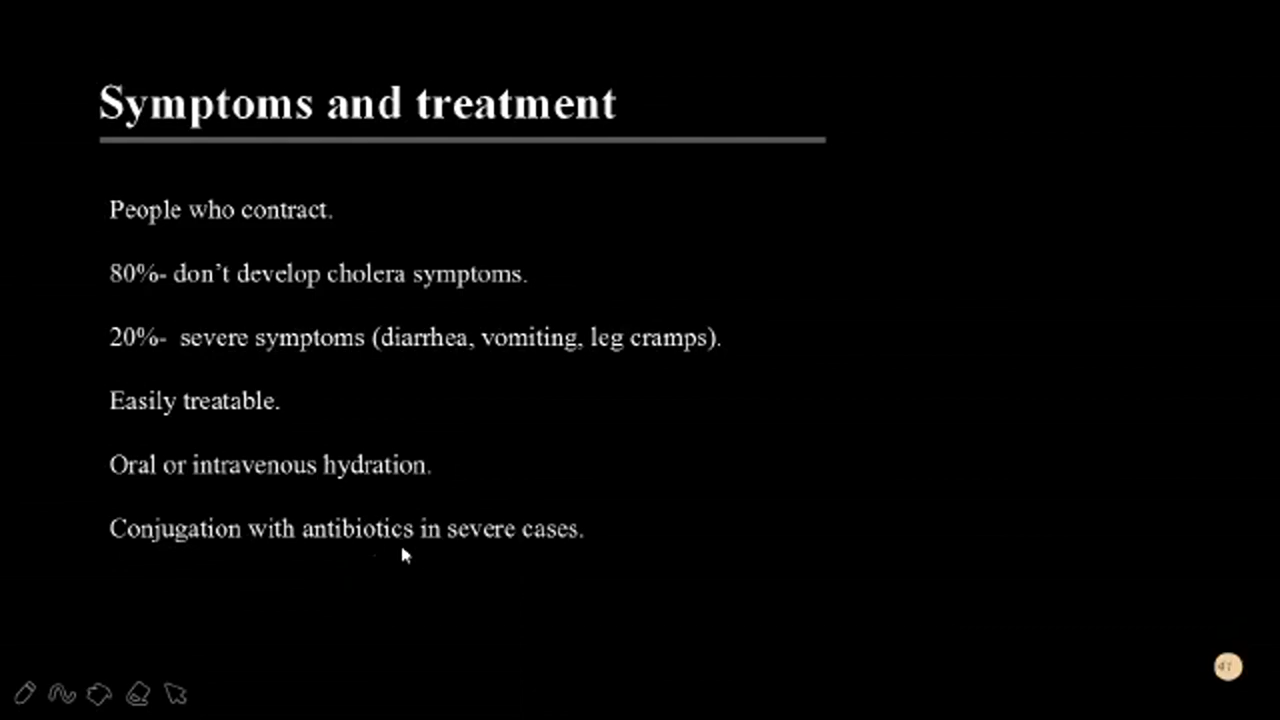 Symptoms and treatment
People who contract.
80%- don't develop cholera symptoms.
20%- severe symptoms (diarrhea, vomiting, leg cramps).
Easily treatable.
Oral or intravenous hydration.
Conjugation with antibiotics in severe cases.